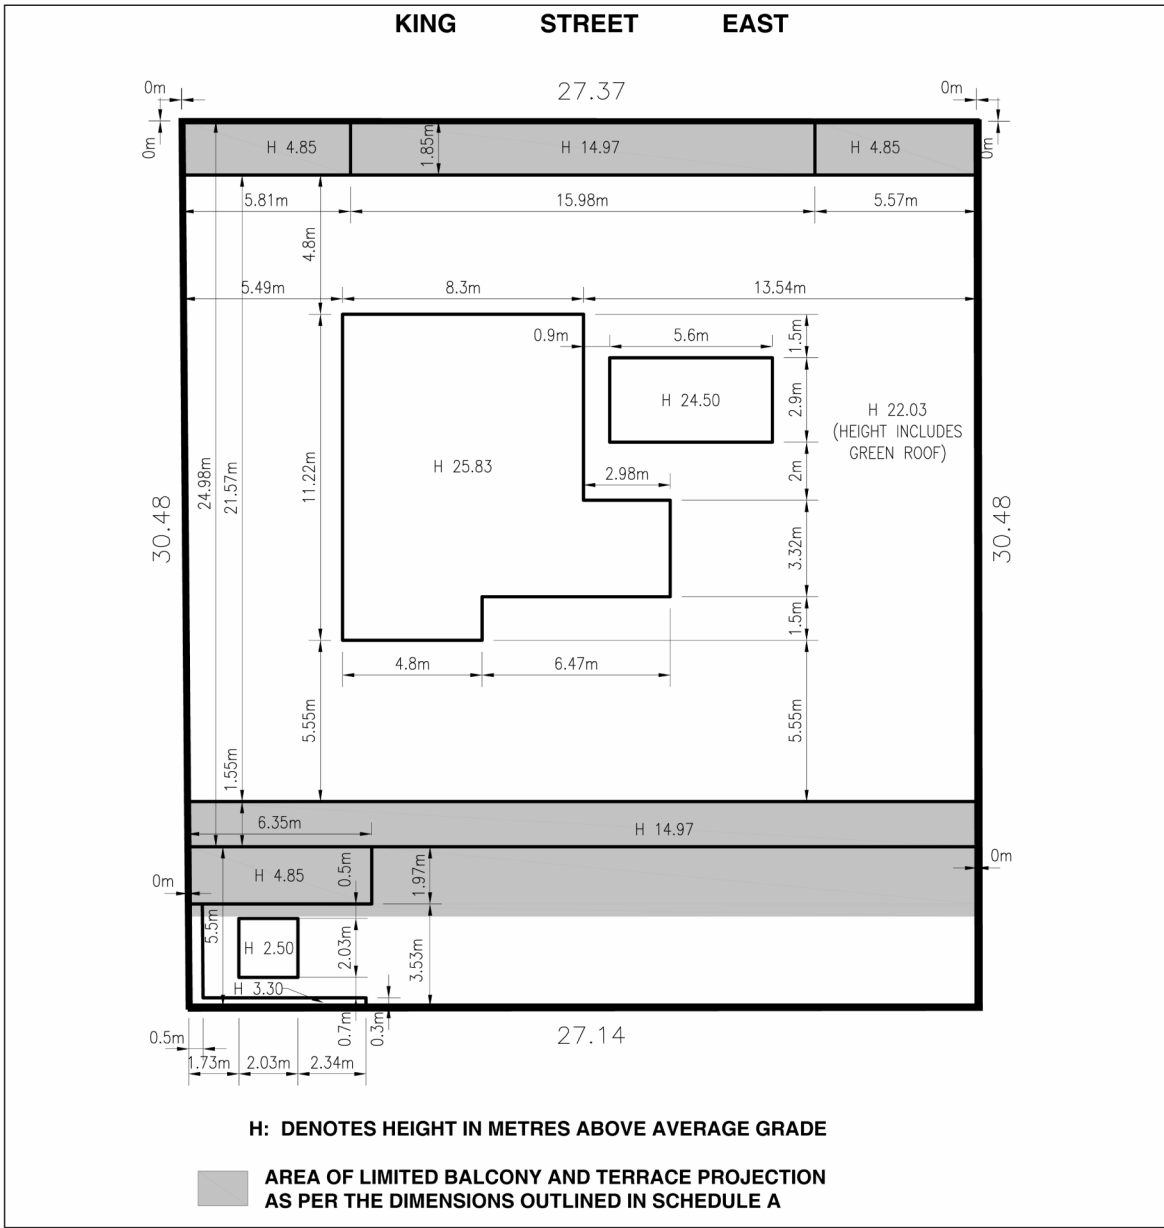 KING STREET EAST
0m 27.37 0m
0m 0m
H 4.85 1.85m H 14.97 H 4.85
5.81m 15.98m 5.57m
4.8m
5.49m 8.3m 13.54m
0.9m 5.6m 1.5m
H 24.50 2.9m
H 22.03
(HEIGHT INCLUDES
GREEN ROOF)
H 25.83
24.98m 21.57m 11.22m 2.98m 2m
30.48 30.48
3.32m
1.5m
4.8m 6.47m
5.55m 5.55m
1.55m
6.35m H 14.97
H 4.85 0.5m 1.97m 0m
0m
5.5m H 2.50 2.03m 3.53m
H 3.30
0.7m 0.3m
0.5m 27.14
1.73m 2.03m 2.34m
H: DENOTES HEIGHT IN METRES ABOVE AVERAGE GRADE
AREA OF LIMITED BALCONY AND TERRACE PROJECTION
AS PER THE DIMENSIONS OUTLINED IN SCHEDULE A